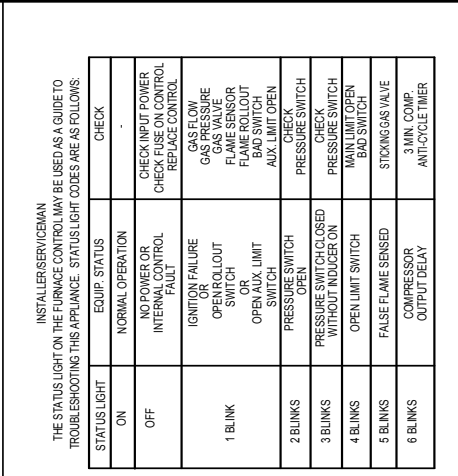 INSTALLER/SERVICEMAN
THE STATUS LIGHT ON THE FURNACE CONTROL MAY BE USED AS A GUIDE TO
TROUBLESHOOTING THIS APPLIANCE. STATUS LIGHT CODES ARE AS FOLLOWS:
STATUS LIGHT
EQUIP. STATUS
CHECK
ON
NORMAL OPERATION
-
OFF
NO POWER OR
INTERNAL CONTROL
FAULT
CHECK INPUT POWER
CHECK FUSE ON CONTROL
REPLACE CONTROL
1 BLINK
IGNITION FAILURE
OR
OPEN ROLLOUT
SWITCH
OR
OPEN AUX. LIMIT
SWITCH
GAS FLOW
GAS PRESSURE
GAS VALVE
FLAME SENSOR
FLAME ROLLOUT
BAD SWITCH
AUX. LIMIT OPEN
2 BLINKS
PRESSURE SWITCH
OPEN
CHECK
PRESSURE SWITCH
3 BLINKS
PRESSURE SWITCH CLOSED
WITHOUT INDUCER ON
CHECK
PRESSURE SWITCH
4 BLINKS
OPEN LIMIT SWITCH
MAIN LIMIT OPEN
BAD SWITCH
5 BLINKS
FALSE FLAME SENSED
STICKING GAS VALVE
6 BLINKS
COMPRESSOR
OUTPUT DELAY
3 MIN. COMP.
ANTI-CYCLE TIMER